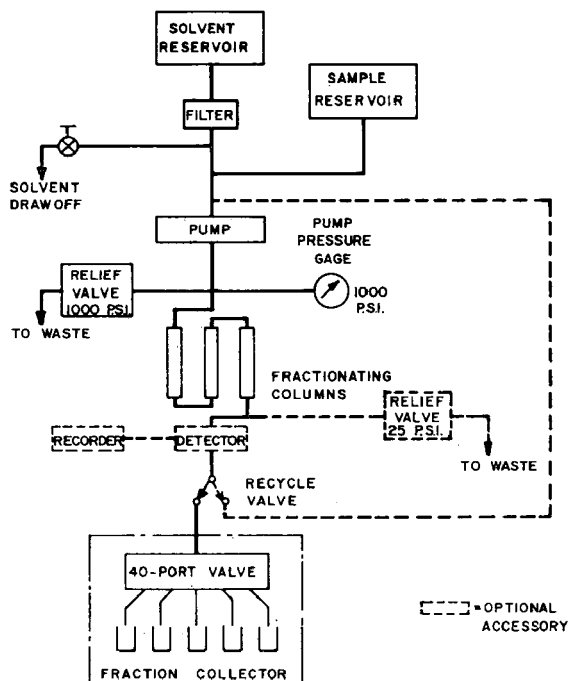 SOLVENT
RESERVOIR
SAMPLE
RESERVOIR
FILTER
SOLVENT
DRAWOFF
PUMP
PUMP
PRESSURE
GAGE
1000
P.S.I.
RELIEF
VALVE
1000 P.S.I.
TO WASTE
FRACTIONATING
COLUMNS
RELIEF
VALVE
25 P.S.I.
TO WASTE
RECORDER
DETECTOR
RECYCLE
VALVE
40-PORT VALVE
FRACTION COLLECTOR
=OPTIONAL
ACCESSORY